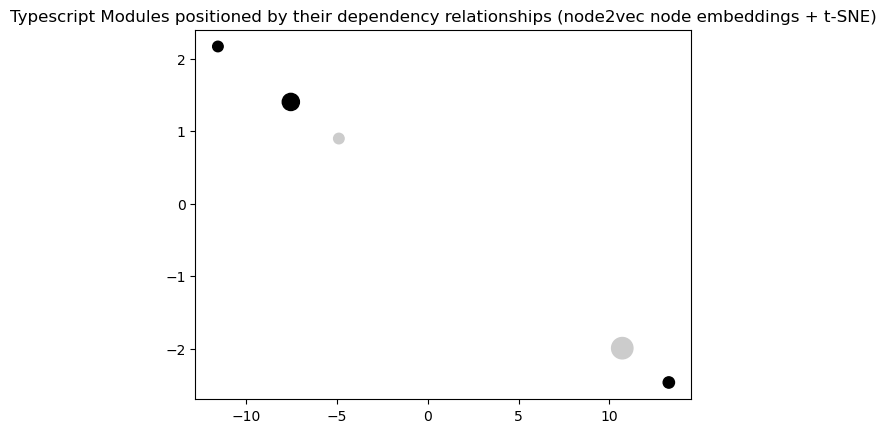 Typescript Modules positioned by their dependency relationships (node2vec node embeddings + t-SNE)
2
1
0
−1
−2
−10 −5 0 5 10